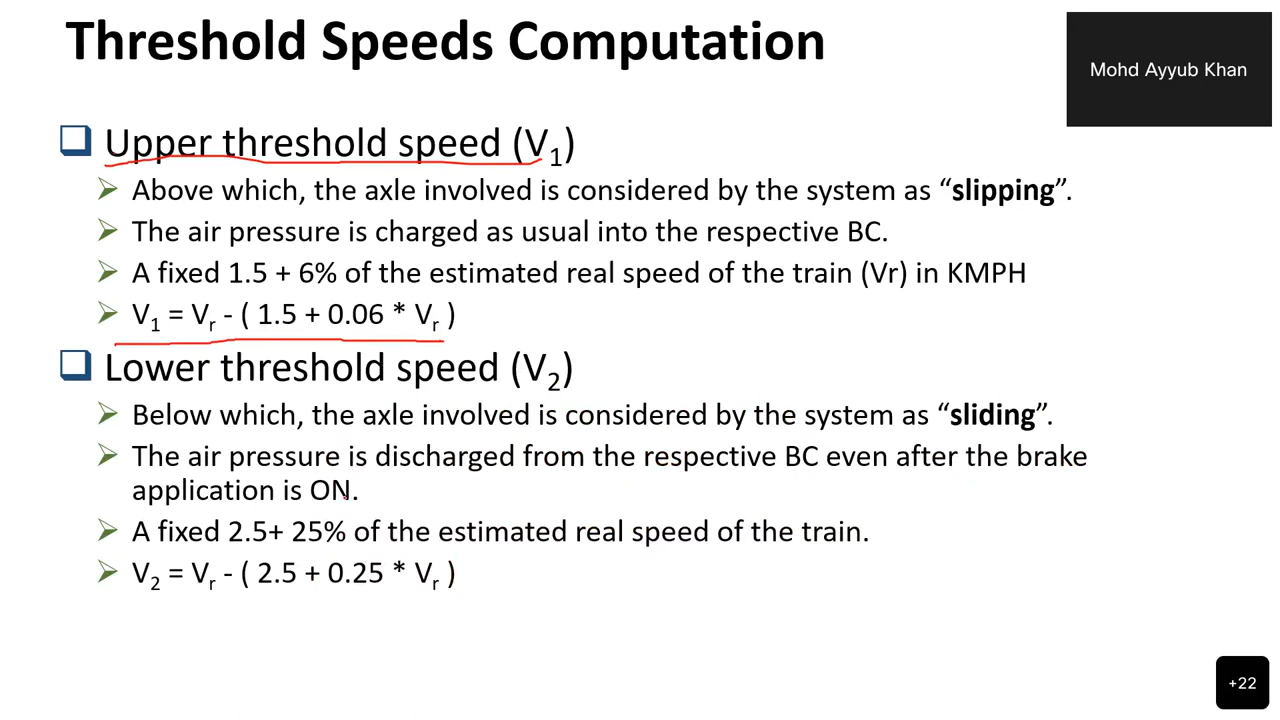 Threshold Speeds Computation
Mohd Ayyub Khan
Upper threshold speed (V1)
Above which, the axle involved is considered by the system as “slipping”.
The air pressure is charged as usual into the respective BC.
A fixed 1.5 + 6% of the estimated real speed of the train (Vr) in KMPH
V1 = Vr - ( 1.5 + 0.06 * Vr )
Lower threshold speed (V2)
Below which, the axle involved is considered by the system as “sliding”.
The air pressure is discharged from the respective BC even after the brake
application is ON.
A fixed 2.5+ 25% of the estimated real speed of the train.
V2 = Vr - ( 2.5 + 0.25 * Vr )
+22